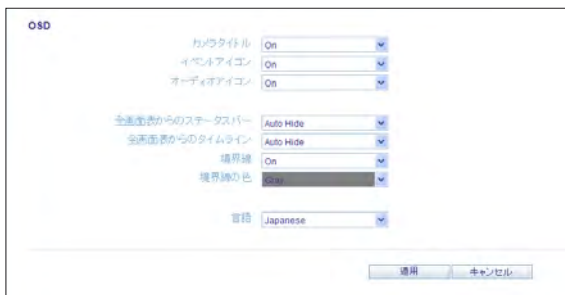 OSD
カメラタイトル On
イベントアイコン On
オーディオアイコン On
全画面表からのステータスバー Auto Hide
全画面表からのタイムライン Auto Hide
境界線 On
境界線の色 Gray
言語 Japanese
適用 キャンセル